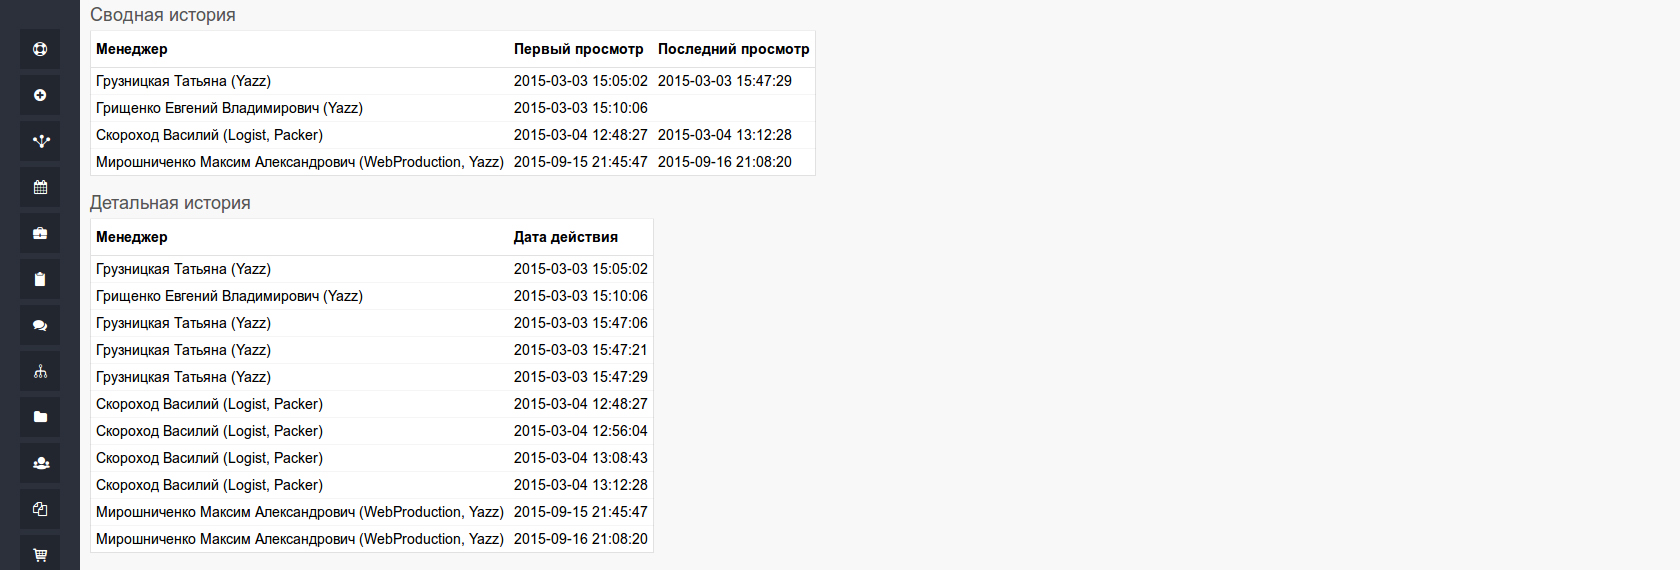 Сводная история
Менеджер Первый просмотр Последний просмотр
Грузницкая Татьяна (Yazz) 2015-03-03 15:05:02 2015-03-03 15:47:29
Грищенко Евгений Владимирович (Yazz) 2015-03-03 15:10:06
Скороход Василий (Logist, Packer) 2015-03-04 12:48:27 2015-03-04 13:12:28
Мирошниченко Максим Александрович (WebProduction, Yazz) 2015-09-15 21:45:47 2015-09-16 21:08:20
Детальная история
Менеджер Дата действия
Грузницкая Татьяна (Yazz) 2015-03-03 15:05:02
Грищенко Евгений Владимирович (Yazz) 2015-03-03 15:10:06
Грузницкая Татьяна (Yazz) 2015-03-03 15:47:06
Грузницкая Татьяна (Yazz) 2015-03-03 15:47:21
Грузницкая Татьяна (Yazz) 2015-03-03 15:47:29
Скороход Василий (Logist, Packer) 2015-03-04 12:48:27
Скороход Василий (Logist, Packer) 2015-03-04 12:56:04
Скороход Василий (Logist, Packer) 2015-03-04 13:08:43
Скороход Василий (Logist, Packer) 2015-03-04 13:12:28
Мирошниченко Максим Александрович (WebProduction, Yazz) 2015-09-15 21:45:47
Мирошниченко Максим Александрович (WebProduction, Yazz) 2015-09-16 21:08:20